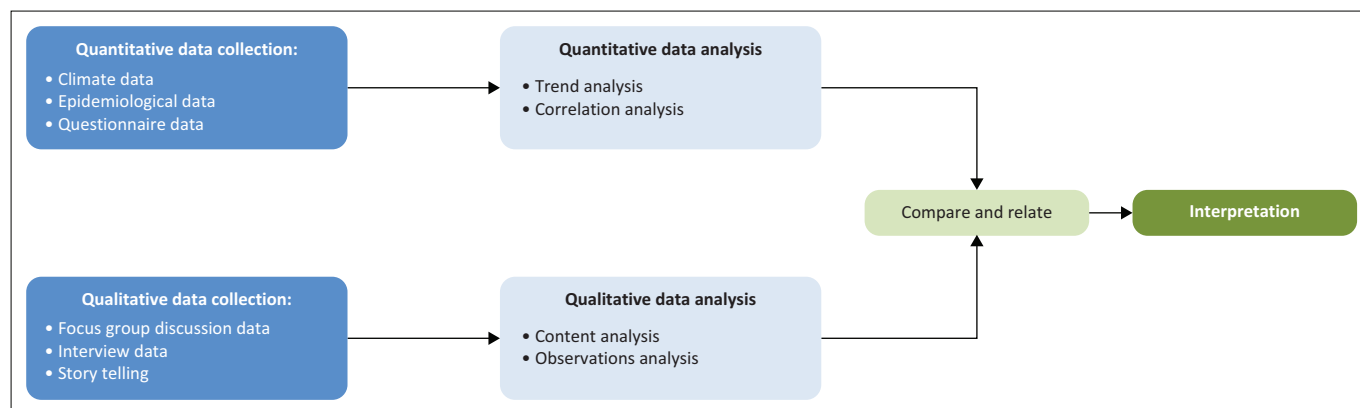 Quantitative data collection:
• Climate data
• Epidemiological data
• Questionnaire data
Quantitative data analysis
• Trend analysis
• Correlation analysis
Compare and relate
Interpretation
Qualitative data collection:
• Focus group discussion data
• Interview data
• Story telling
Qualitative data analysis
• Content analysis
• Observations analysis